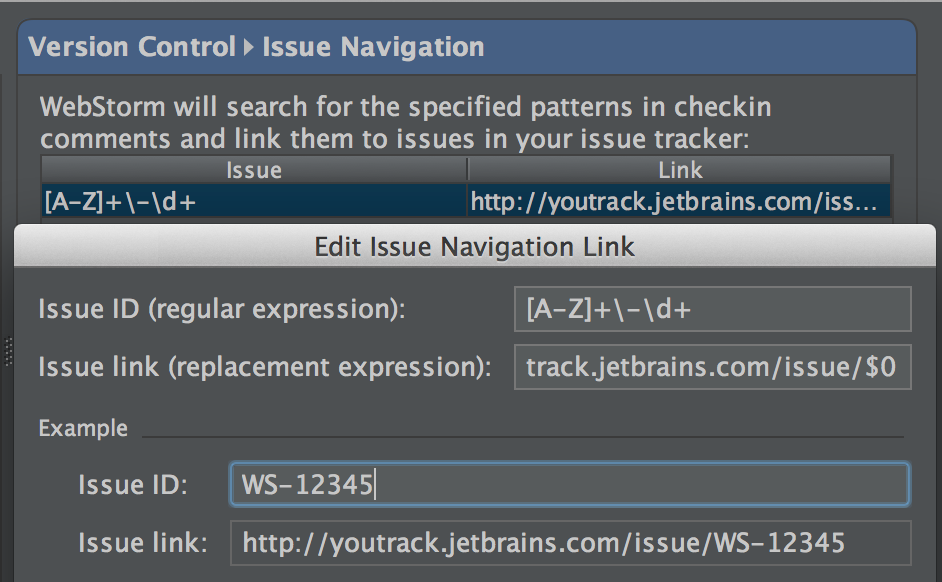 Version Control ▸ Issue Navigation
WebStorm will search for the specified patterns in checkin
comments and link them to issues in your issue tracker:
Issue Link
[A-Z]+\-\d+ http://youtrack.jetbrains.com/iss...
Edit Issue Navigation Link
Issue ID (regular expression): [A-Z]+\-\d+
Issue link (replacement expression): track.jetbrains.com/issue/$0
Example
Issue ID: WS-12345
Issue link: http://youtrack.jetbrains.com/issue/WS-12345